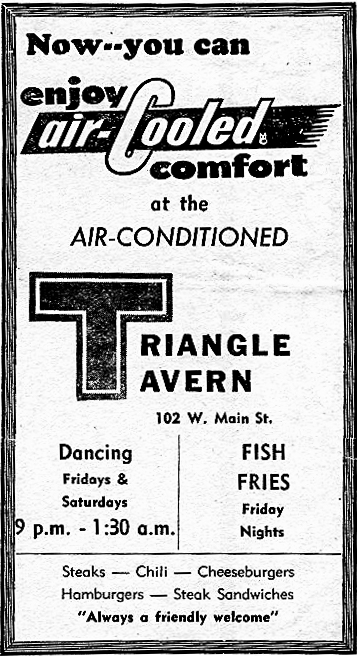 Now--you can
enjoy
air-Cooled
comfort
at the
AIR-CONDITIONED
TRIANGLE
TAVERN
102 W. Main St.
Dancing
Fridays &
Saturdays
9 p.m. - 1:30 a.m.
FISH
FRIES
Friday
Nights
Steaks — Chili — Cheeseburgers
Hamburgers — Steak Sandwiches
"Always a friendly welcome"